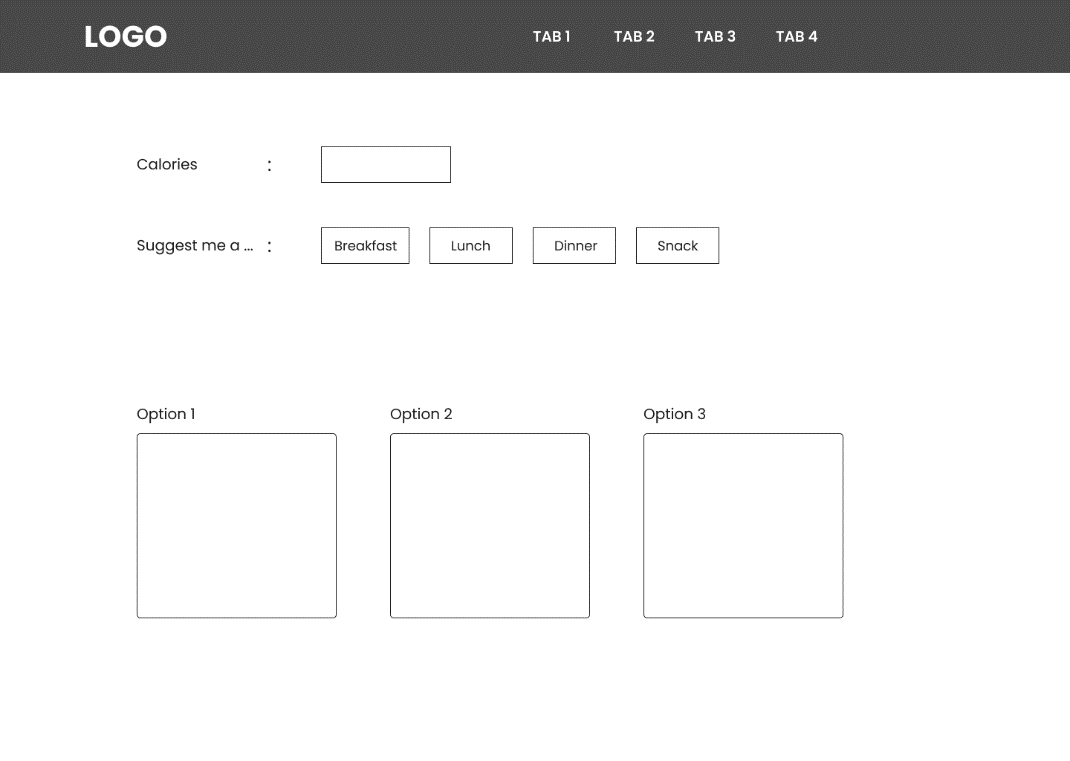 LOGO TAB 1 TAB 2 TAB 3 TAB 4
Calories :
Suggest me a ... : Breakfast Lunch Dinner Snack
Option 1 Option 2 Option 3